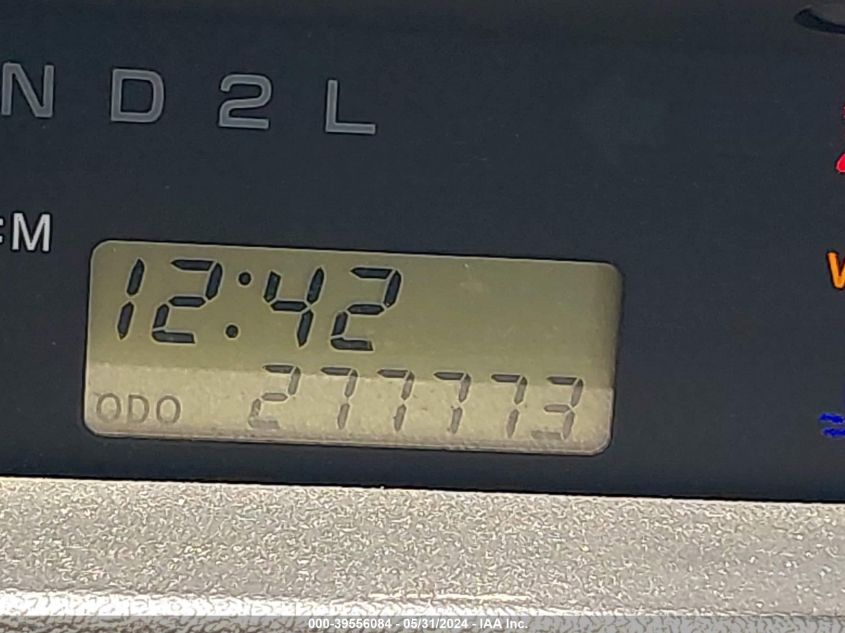 N D 2 L
12:42
ODO 277773
000-39556084 - 05/31/2024 - IAA Inc.